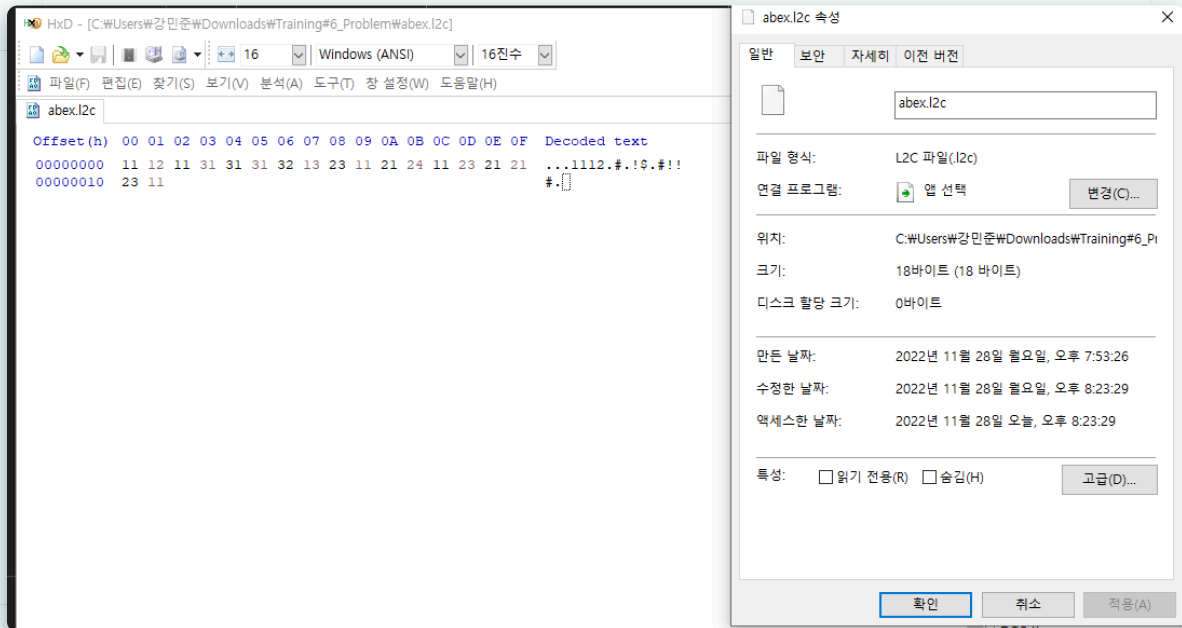 HxD - [C:₩Users₩강민준₩Downloads₩Training#6_Problem₩abex.l2c]
16 Windows (ANSI) 16진수
파일(F) 편집(E) 찾기(S) 보기(V) 분석(A) 도구(T) 창 설정(W) 도움말(H)
abex.l2c
Offset(h) 00 01 02 03 04 05 06 07 08 09 0A 0B 0C 0D 0E 0F Decoded text
00000000 11 12 11 31 31 31 32 13 23 11 21 24 11 23 21 21 ...1112.#.!$.#!!
00000010 23 11 #.
abex.l2c 속성
일반 보안 자세히 이전 버전
abex.l2c
파일 형식: L2C 파일(.l2c)
연결 프로그램: 앱 선택 변경(C)...
위치: C:₩Users₩강민준₩Downloads₩Training#6_Pr
크기: 18바이트 (18 바이트)
디스크 할당 크기: 0바이트
만든 날짜: 2022년 11월 28일 월요일, 오후 7:53:26
수정한 날짜: 2022년 11월 28일 월요일, 오후 8:23:29
액세스한 날짜: 2022년 11월 28일 오늘, 오후 8:23:29
특성: 읽기 전용(R) 숨김(H) 고급(D)...
확인 취소 적용(A)